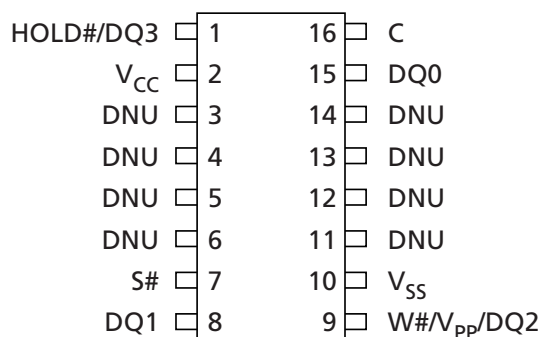 HOLD#/DQ3 1 16 C
VCC 2 15 DQ0
DNU 3 14 DNU
DNU 4 13 DNU
DNU 5 12 DNU
DNU 6 11 DNU
S# 7 10 VSS
DQ1 8 9 W#/VPP/DQ2